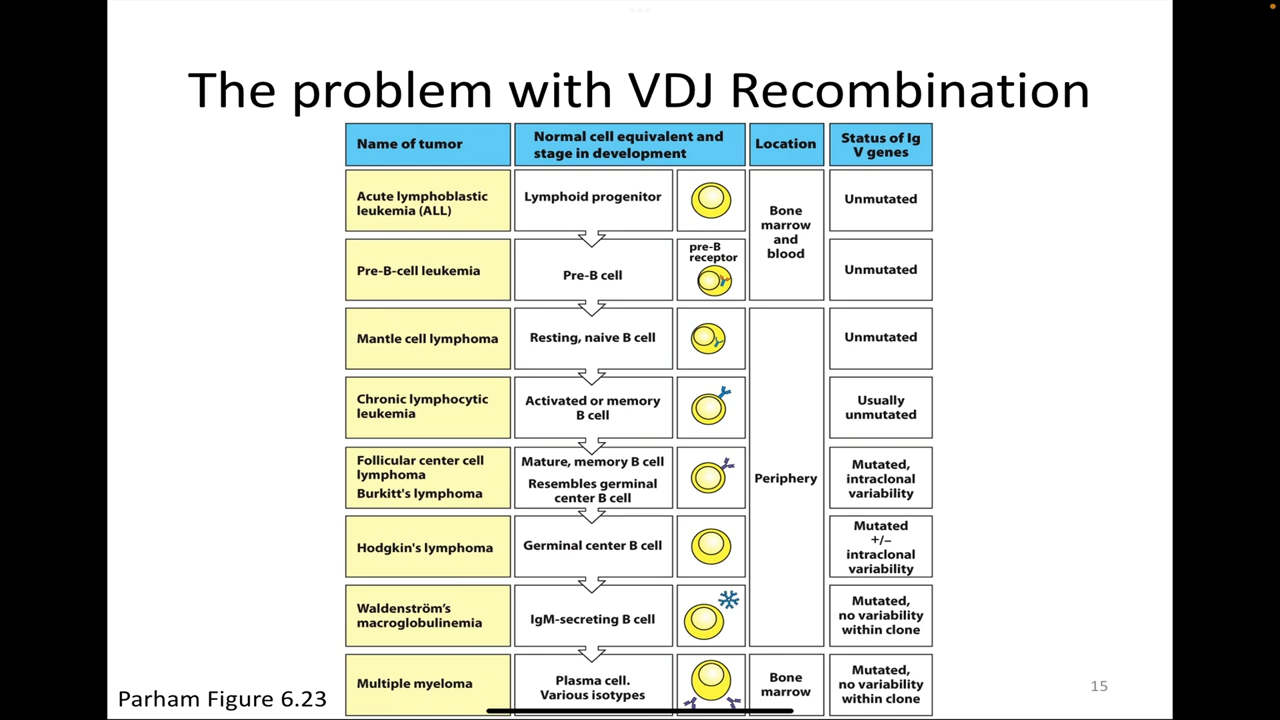 The problem with VDJ Recombination
Name of tumor
Normal cell equivalent and
stage in development
Location
Status of Ig
V genes
Acute lymphoblastic
leukemia (ALL)
Lymphoid progenitor
Bone
marrow
and
blood
Unmutated
Pre-B-cell leukemia
Pre-B cell
pre-B
receptor
Unmutated
Mantle cell lymphoma
Resting, naive B cell
Periphery
Unmutated
Chronic lymphocytic
leukemia
Activated or memory
B cell
Usually
unmutated
Follicular center cell
lymphoma
Burkitt's lymphoma
Mature, memory B cell
Resembles germinal
center B cell
Mutated,
intraclonal
variability
Hodgkin's lymphoma
Germinal center B cell
Mutated
+/−
intraclonal
variability
Waldenström’s
macroglobulinemia
IgM-secreting B cell
Mutated,
no variability
within clone
Multiple myeloma
Plasma cell.
Various isotypes
Bone
marrow
Mutated,
no variability
within clone
Parham Figure 6.23
15